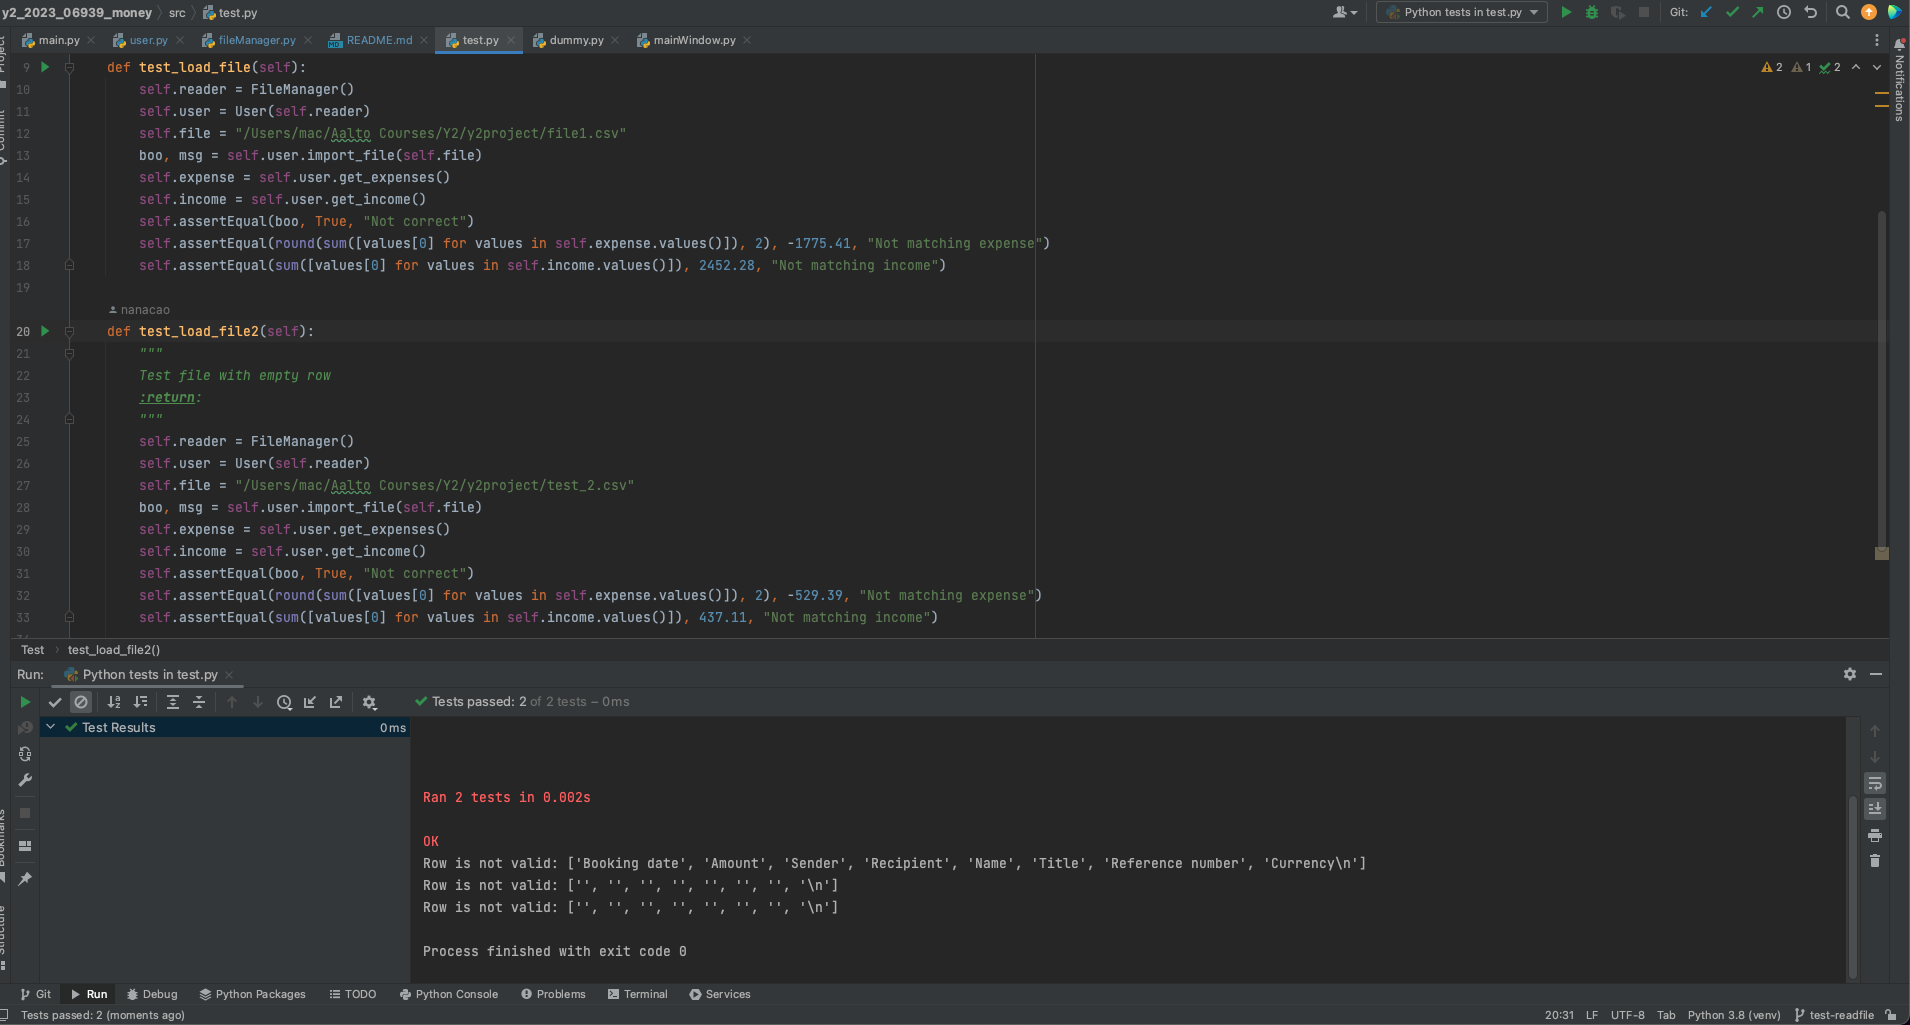 y2_2023_06939_money > src > test.py
Python tests in test.py
Git:
main.py
user.py
fileManager.py
README.md
test.py
dummy.py
mainWindow.py
Project
Commit
Bookmarks
Structure
Notifications
2 1 2
9 def test_load_file(self):
10 self.reader = FileManager()
11 self.user = User(self.reader)
12 self.file = "/Users/mac/Aalto Courses/Y2/y2project/file1.csv"
13 boo, msg = self.user.import_file(self.file)
14 self.expense = self.user.get_expenses()
15 self.income = self.user.get_income()
16 self.assertEqual(boo, True, "Not correct")
17 self.assertEqual(round(sum([values[0] for values in self.expense.values()]), 2), -1775.41, "Not matching expense")
18 self.assertEqual(sum([values[0] for values in self.income.values()]), 2452.28, "Not matching income")
19
nanacao
20 def test_load_file2(self):
21 """
22 Test file with empty row
23 :return:
24 """
25 self.reader = FileManager()
26 self.user = User(self.reader)
27 self.file = "/Users/mac/Aalto Courses/Y2/y2project/test_2.csv"
28 boo, msg = self.user.import_file(self.file)
29 self.expense = self.user.get_expenses()
30 self.income = self.user.get_income()
31 self.assertEqual(boo, True, "Not correct")
32 self.assertEqual(round(sum([values[0] for values in self.expense.values()]), 2), -529.39, "Not matching expense")
33 self.assertEqual(sum([values[0] for values in self.income.values()]), 437.11, "Not matching income")
Test > test_load_file2()
Run: Python tests in test.py
Tests passed: 2 of 2 tests – 0ms
Test Results 0ms
Ran 2 tests in 0.002s
OK
Row is not valid: ['Booking date', 'Amount', 'Sender', 'Recipient', 'Name', 'Title', 'Reference number', 'Currency\n']
Row is not valid: ['', '', '', '', '', '', '', '\n']
Row is not valid: ['', '', '', '', '', '', '', '\n']
Process finished with exit code 0
Git Run Debug Python Packages TODO Python Console Problems Terminal Services
Tests passed: 2 (moments ago)
20:31 LF UTF-8 Tab Python 3.8 (venv) test-readfile